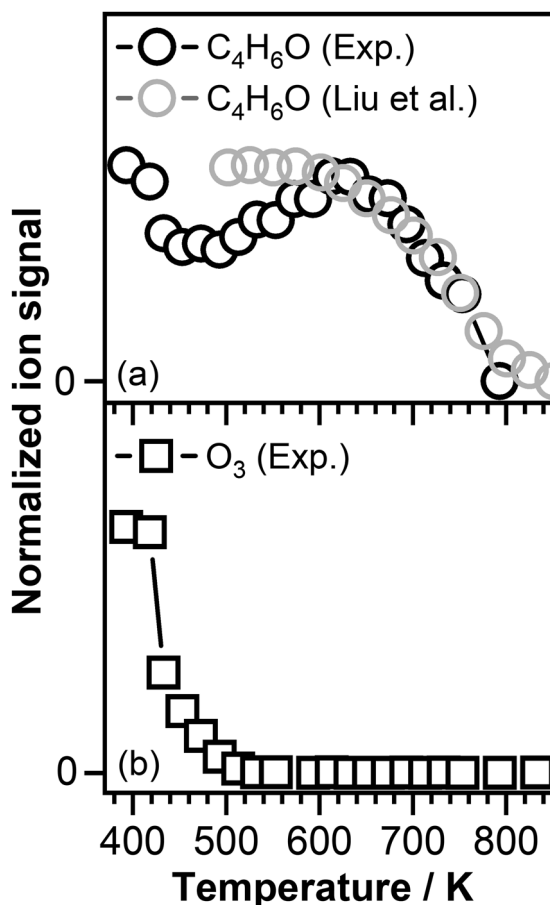 C₄H₆O (Exp.)
C₄H₆O (Liu et al.)
Normalized ion signal
0
(a)
O₃ (Exp.)
0
(b)
400 500 600 700 800
Temperature / K